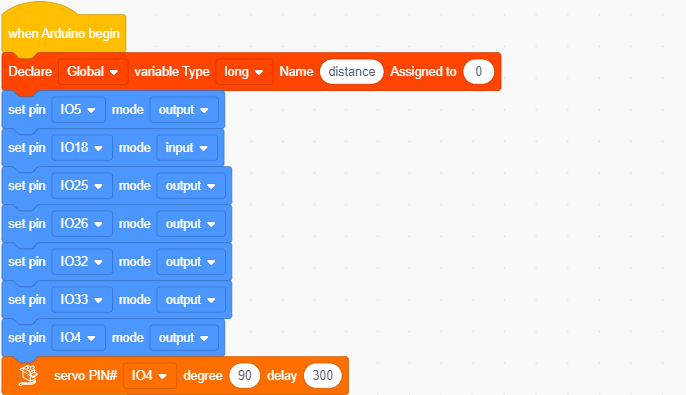 when Arduino begin
Declare Global variable Type long Name distance Assigned to 0
set pin IO5 mode output
set pin IO18 mode input
set pin IO25 mode output
set pin IO26 mode output
set pin IO32 mode output
set pin IO33 mode output
set pin IO4 mode output
servo PIN# IO4 degree 90 delay 300